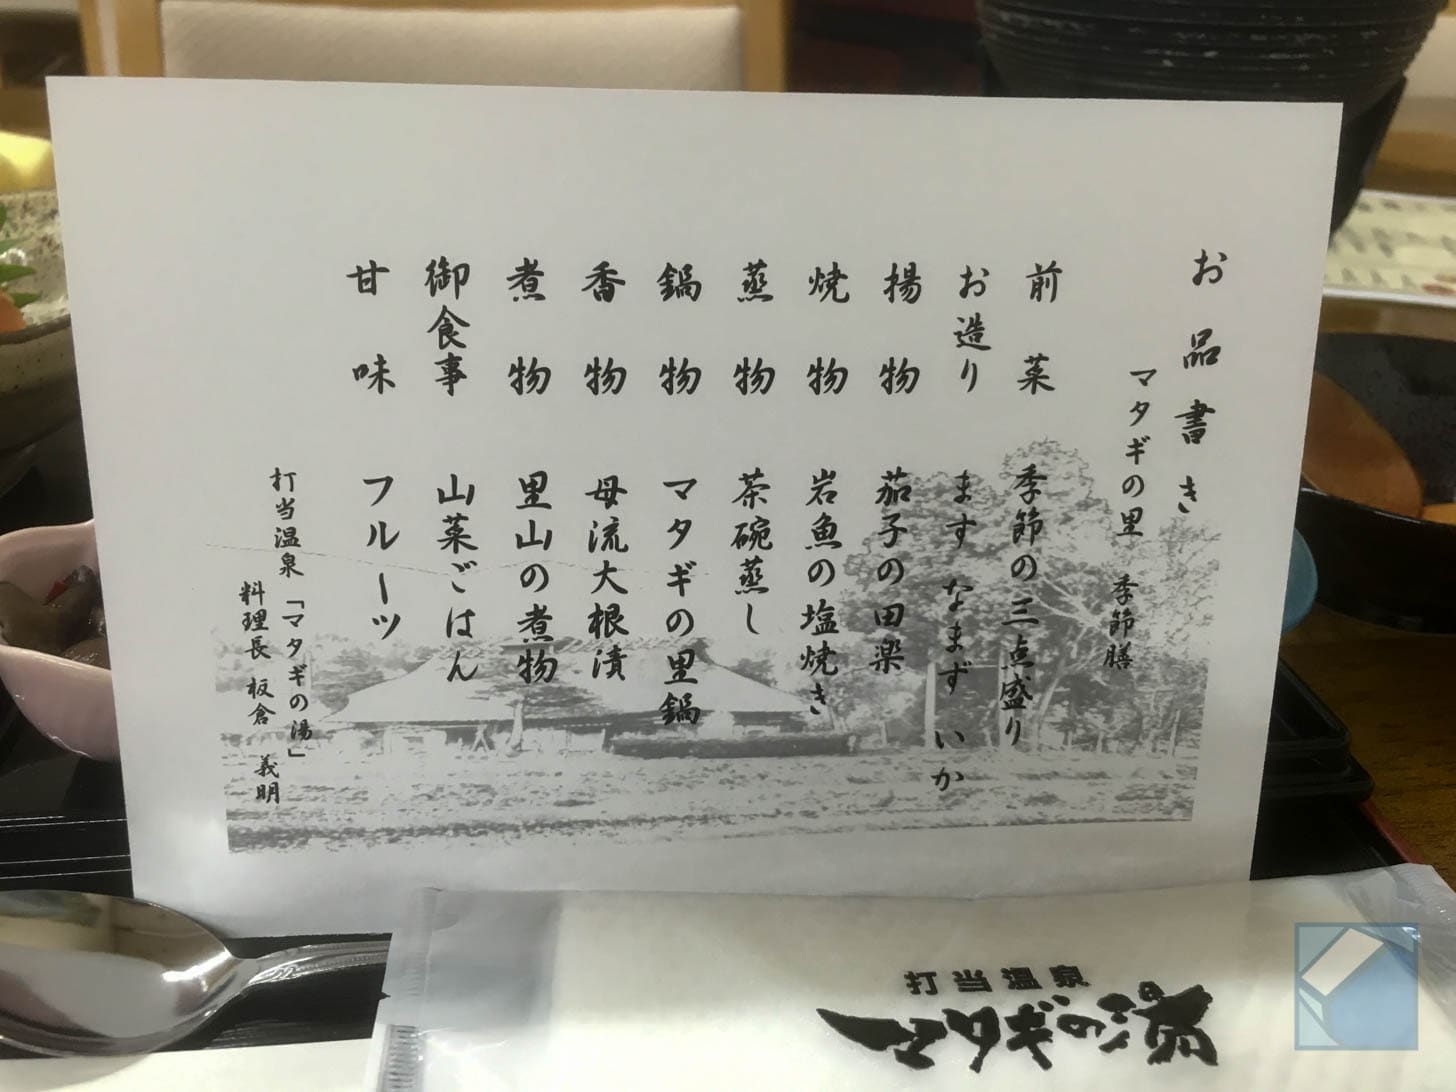 お品書き
マタギの里 季節膳
前菜 季節の三点盛り
お造り ます なまず いか
揚物 茄子の田楽
焼物 岩魚の塩焼き
蒸物 茶碗蒸し
鍋物 マタギの里鍋
香物 母流大根漬
煮物 里山の煮物
御食事 山菜ごはん
甘味 フルーツ
打当温泉「マタギの湯」
料理長 板倉 義明
打当温泉
マタギの湯